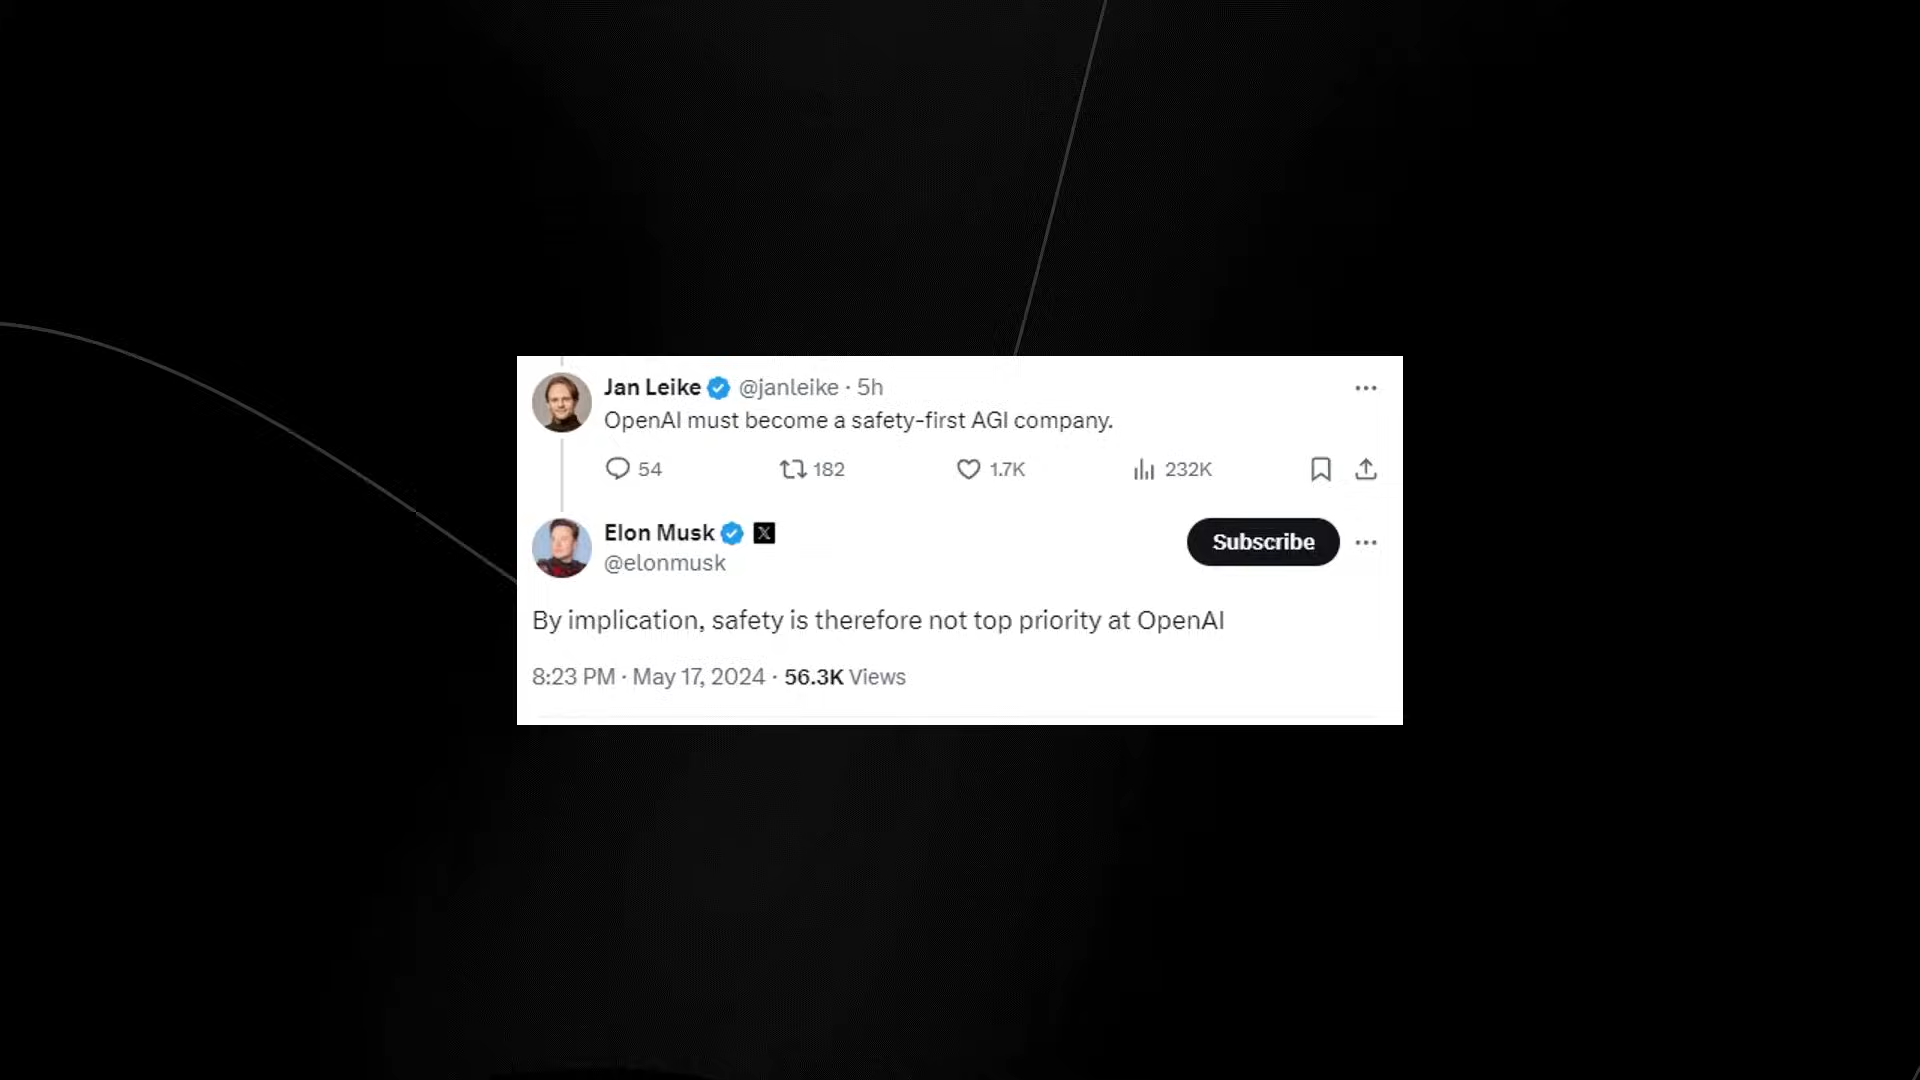 Jan Leike @janleike · 5h
OpenAI must become a safety-first AGI company.
54 182 1.7K 232K
Elon Musk X
@elonmusk
Subscribe
By implication, safety is therefore not top priority at OpenAI
8:23 PM · May 17, 2024 · 56.3K Views